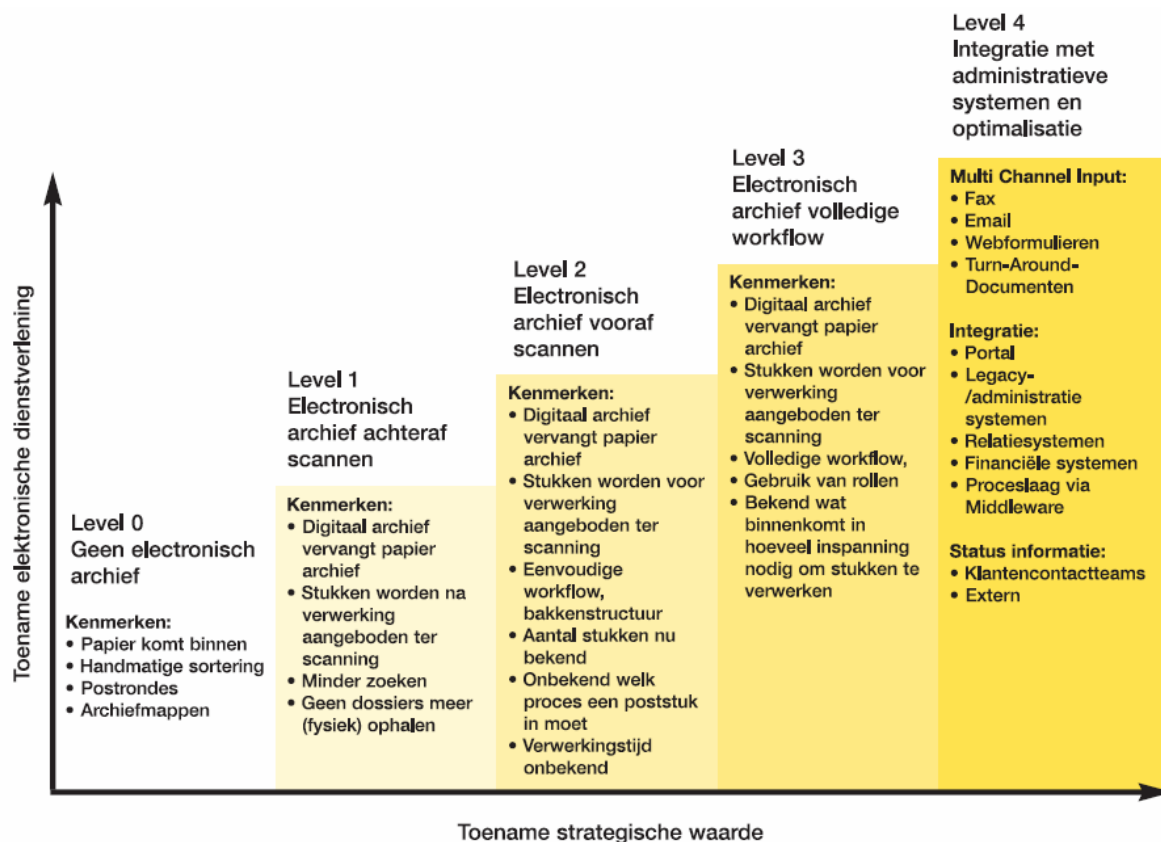 Toename elektronische dienstverlening
Level 0
Geen electronisch
archief
Kenmerken:
• Papier komt binnen
• Handmatige sortering
• Postrondes
• Archiefmappen
Level 1
Electronisch
archief achteraf
scannen
Kenmerken:
• Digitaal archief
vervangt papier
archief
• Stukken worden na
verwerking
aangeboden ter
scanning
• Minder zoeken
• Geen dossiers meer
(fysiek) ophalen
Level 2
Electronisch
archief vooraf
scannen
Kenmerken:
• Digitaal archief
vervangt papier
archief
• Stukken worden voor
verwerking
aangeboden ter
scanning
• Eenvoudige
workflow,
bakkenstructuur
• Aantal stukken nu
bekend
• Onbekend welk
proces een poststuk
in moet
• Verwerkingstijd
onbekend
Level 3
Electronisch
archief volledige
workflow
Kenmerken:
• Digitaal archief
vervangt papier
archief
• Stukken worden voor
verwerking
aangeboden ter
scanning
• Volledige workflow,
• Gebruik van rollen
• Bekend wat
binnenkomt in
hoeveel inspanning
nodig om stukken te
verwerken
Level 4
Integratie met
administratieve
systemen en
optimalisatie
Multi Channel Input:
• Fax
• Email
• Webformulieren
• Turn-Around-
Documenten
Integratie:
• Portal
• Legacy-
/administratie
systemen
• Relatiesystemen
• Financiële systemen
• Proceslaag via
Middleware
Status informatie:
• Klantencontactteams
• Extern
Toename strategische waarde